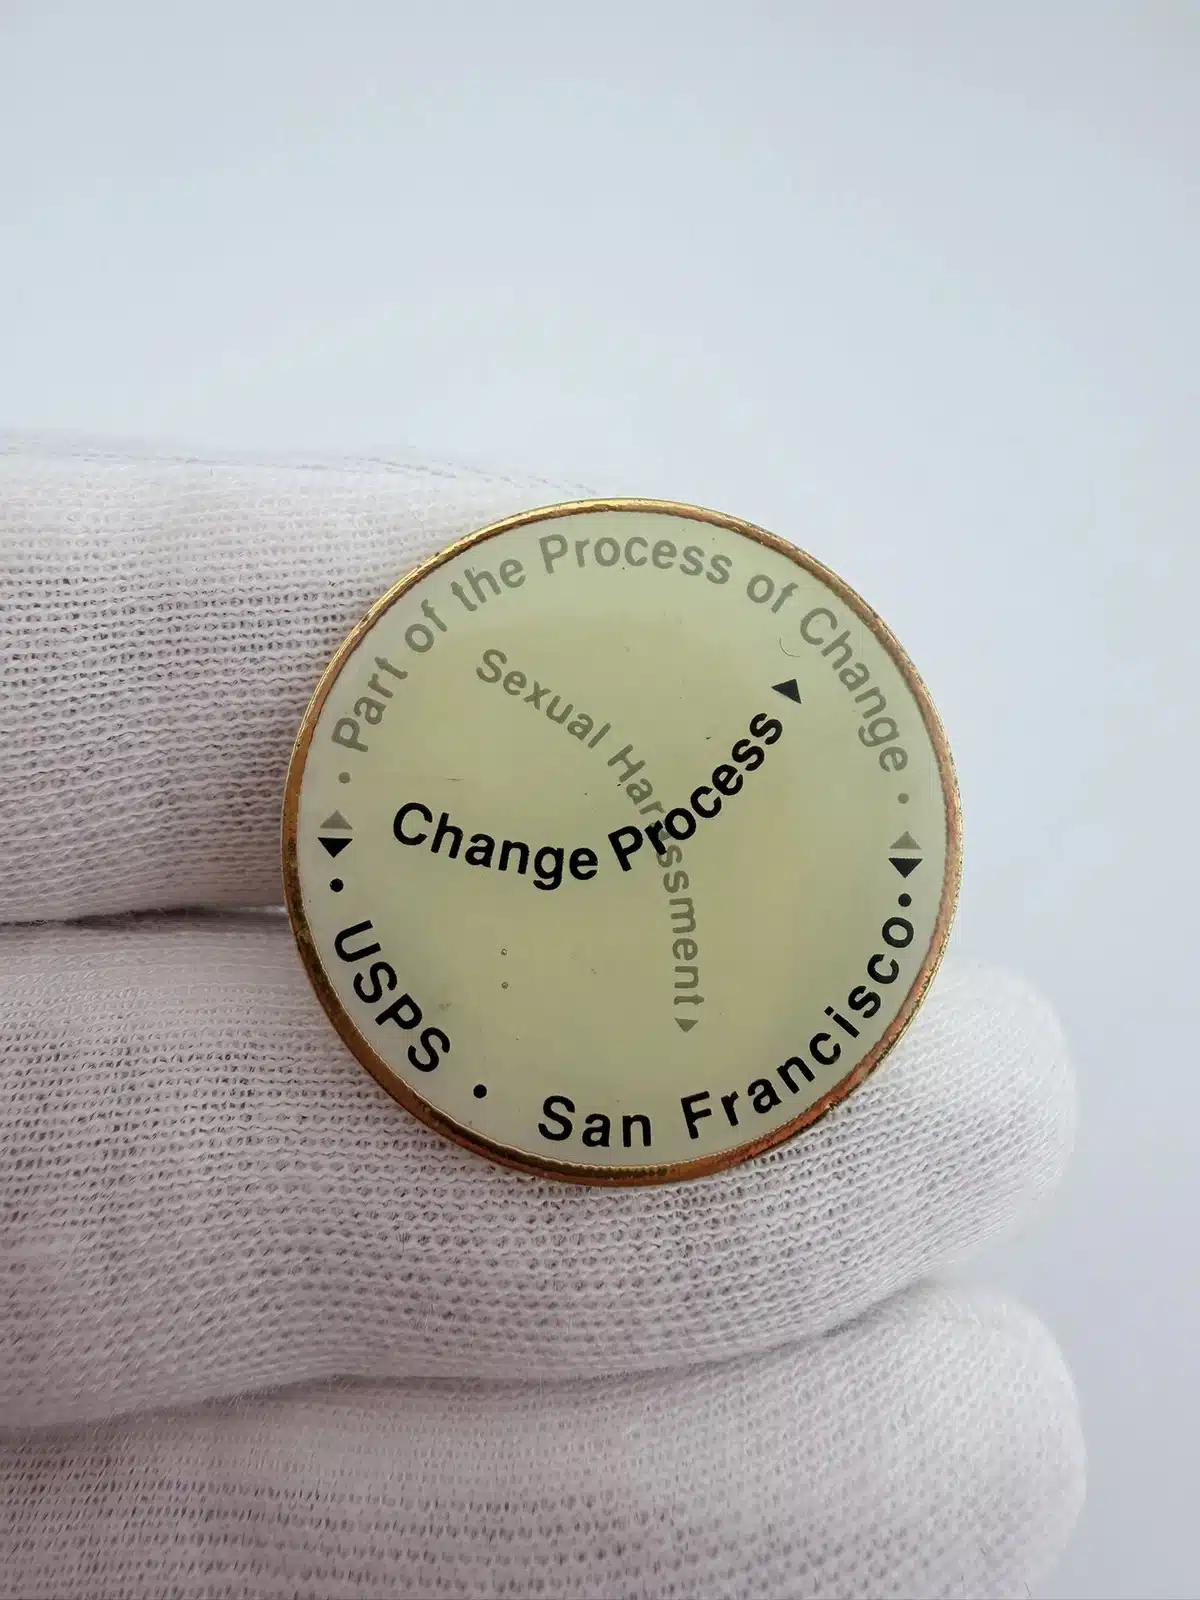 • Part of the Process of Change •
Sexual Harassment
Change Process
• USPS • San Francisco •